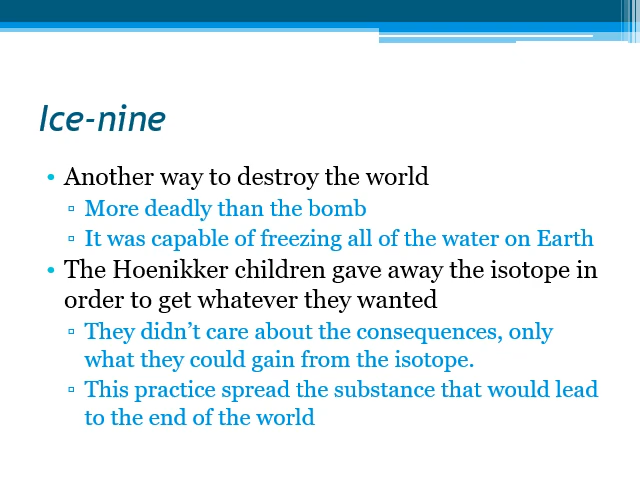 Ice-nine
• Another way to destroy the world
▫ More deadly than the bomb
▫ It was capable of freezing all of the water on Earth
• The Hoenikker children gave away the isotope in
order to get whatever they wanted
▫ They didn’t care about the consequences, only
what they could gain from the isotope.
▫ This practice spread the substance that would lead
to the end of the world